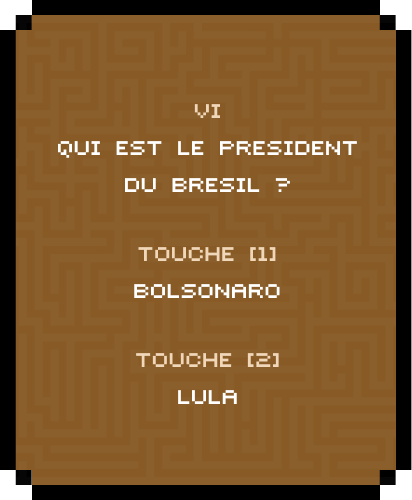 VI
QUI EST LE PRESIDENT
DU BRESIL ?
TOUCHE [1]
BOLSONARO
TOUCHE [2]
LULA